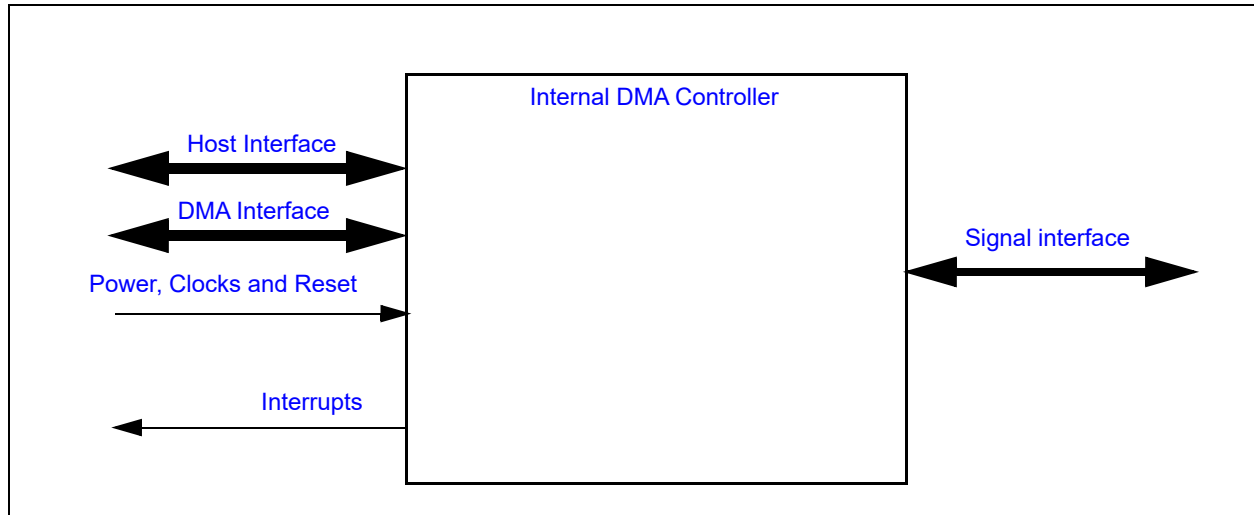 Internal DMA Controller
Host Interface
DMA Interface
Signal interface
Power, Clocks and Reset
Interrupts